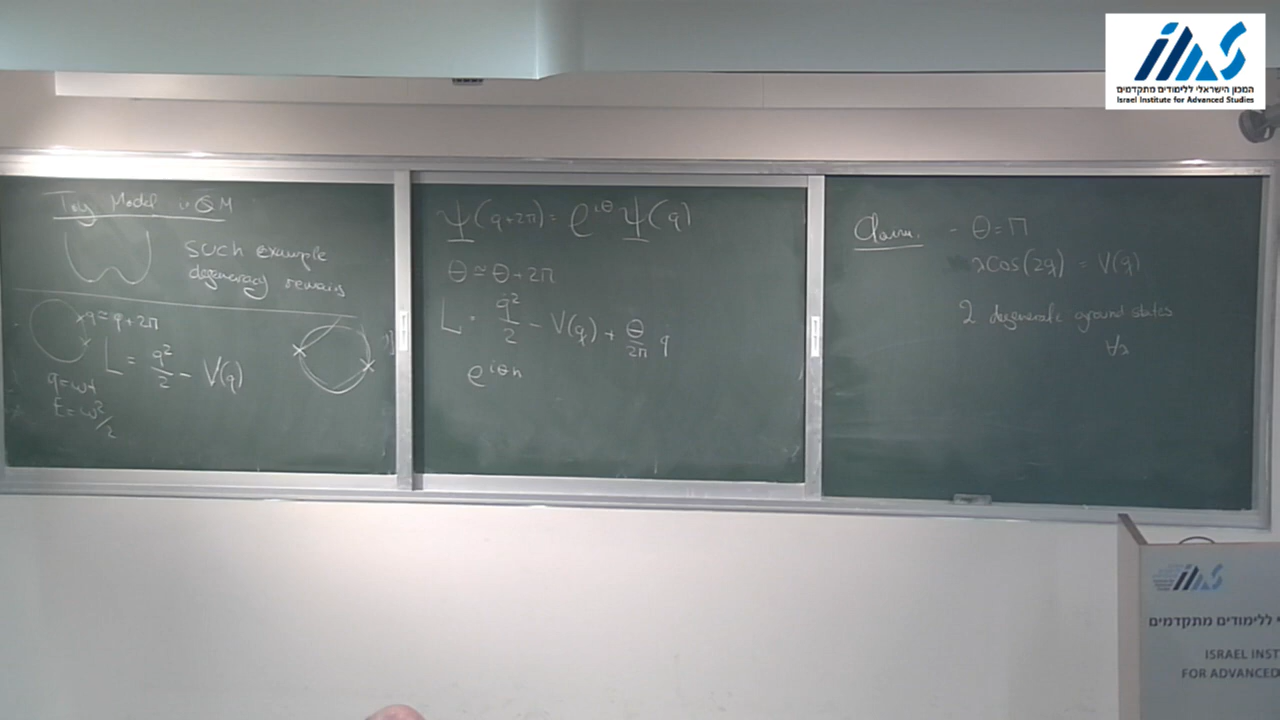 Toy Model in QM
such example
degeneracy remains
q ≃ q + 2π
L = q̇²/2 − V(q)
q = ωt
E = ω²/2
Ψ(q+2π) = e^{iθ} Ψ(q)
θ ≃ θ + 2π
L = q̇²/2 − V(q) + θ/2π q̇
e^{iθn}
Claim. - θ = π
λCos(2q) = V(q)
2 degenerate ground states
∀λ
המכון הישראלי ללימודים מתקדמים
Israel Institute for Advanced Studies
י ללימודים מתקדמים
ISRAEL INST
FOR ADVANCED